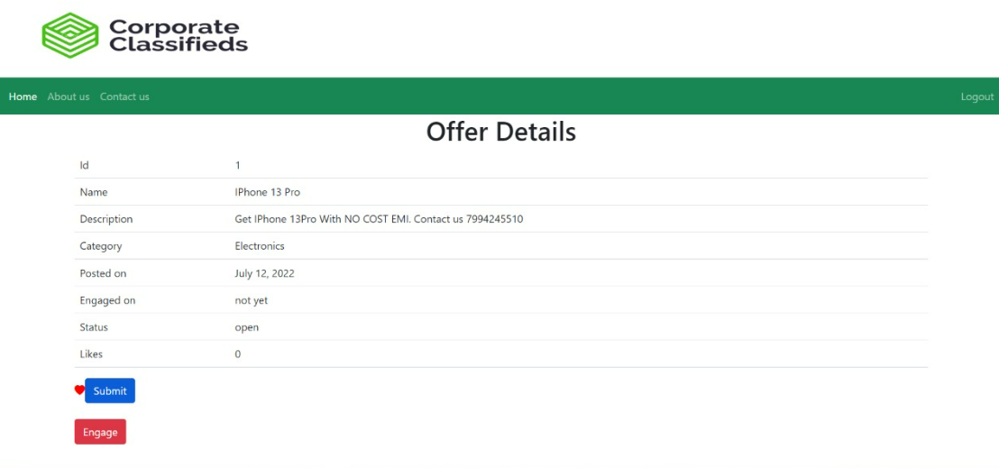 Corporate
Classifieds
Home About us Contact us Logout
Offer Details
Id 1
Name IPhone 13 Pro
Description Get IPhone 13Pro With NO COST EMI. Contact us 7994245510
Category Electronics
Posted on July 12, 2022
Engaged on not yet
Status open
Likes 0
Submit
Engage